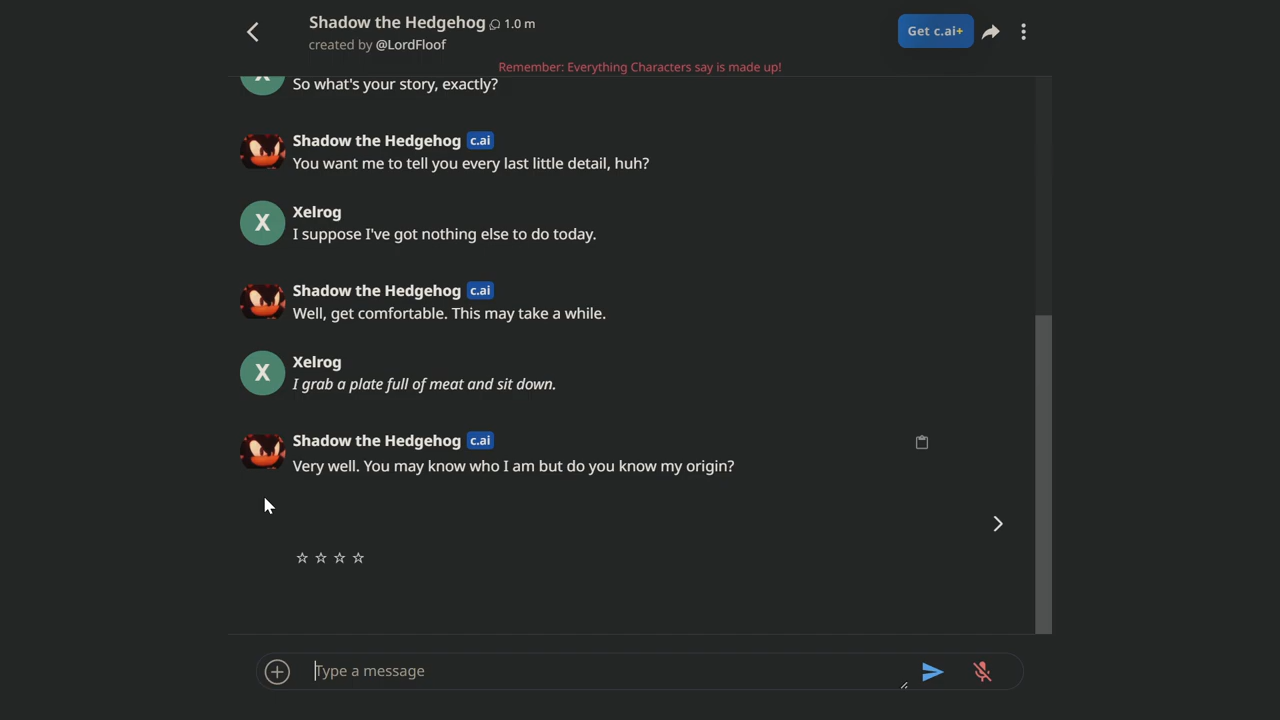 Shadow the Hedgehog 1.0 m
created by @LordFloof
Get c.ai+
Remember: Everything Characters say is made up!
So what's your story, exactly?
Shadow the Hedgehog c.ai
You want me to tell you every last little detail, huh?
X
Xelrog
I suppose I've got nothing else to do today.
Shadow the Hedgehog c.ai
Well, get comfortable. This may take a while.
X
Xelrog
I grab a plate full of meat and sit down.
Shadow the Hedgehog c.ai
Very well. You may know who I am but do you know my origin?
Type a message